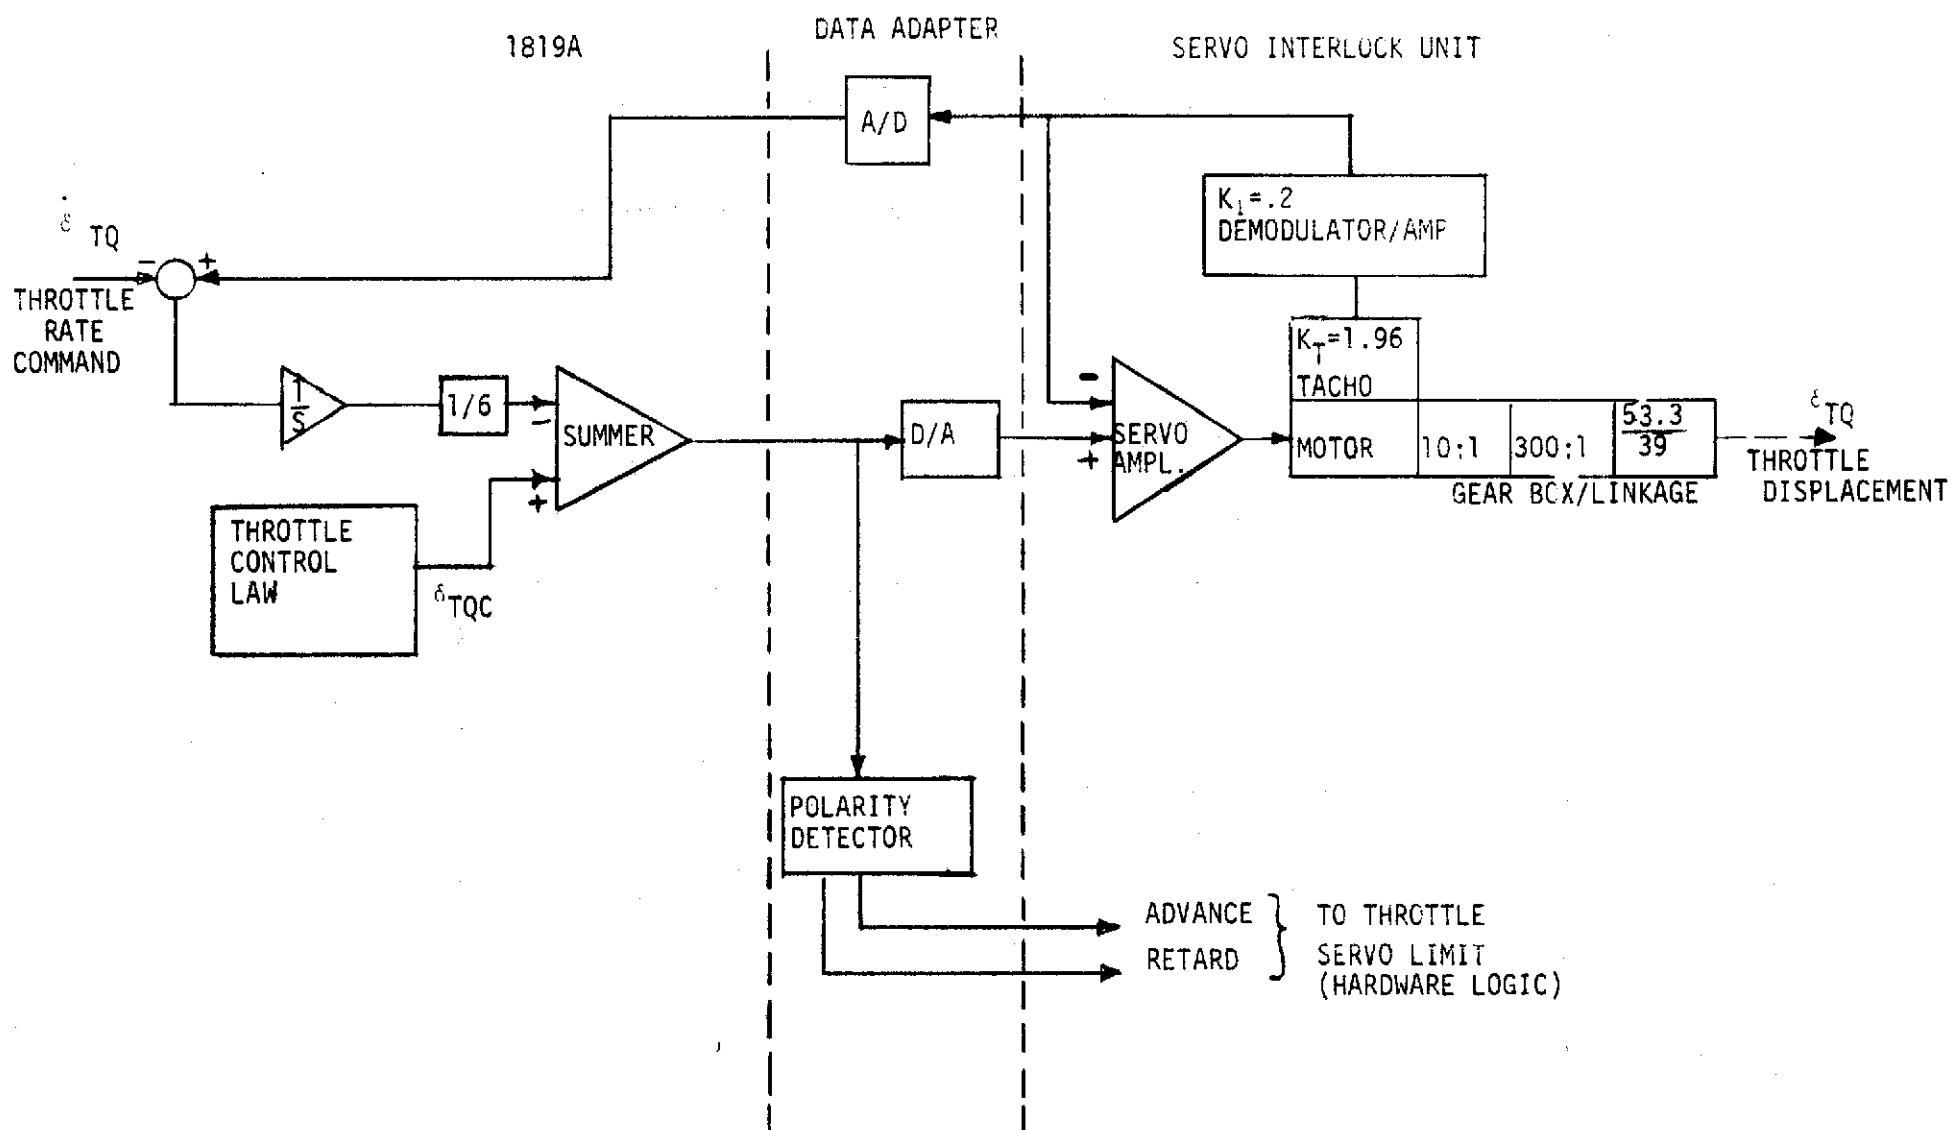 1819A
DATA ADAPTER
SERVO INTERLOCK UNIT
A/D
K1=.2
DEMODULATOR/AMP
δ̇ TQ
- +
THROTTLE
RATE
COMMAND
1/S
1/6
-
SUMMER
+
THROTTLE
CONTROL
LAW
δTQC
D/A
-
SERVO
+ AMPL.
KT=1.96
TACHO
MOTOR
10:1
300:1
53.3
39
GEAR BOX/LINKAGE
δTQ
THROTTLE
DISPLACEMENT
POLARITY
DETECTOR
ADVANCE
RETARD
TO THROTTLE
SERVO LIMIT
(HARDWARE LOGIC)